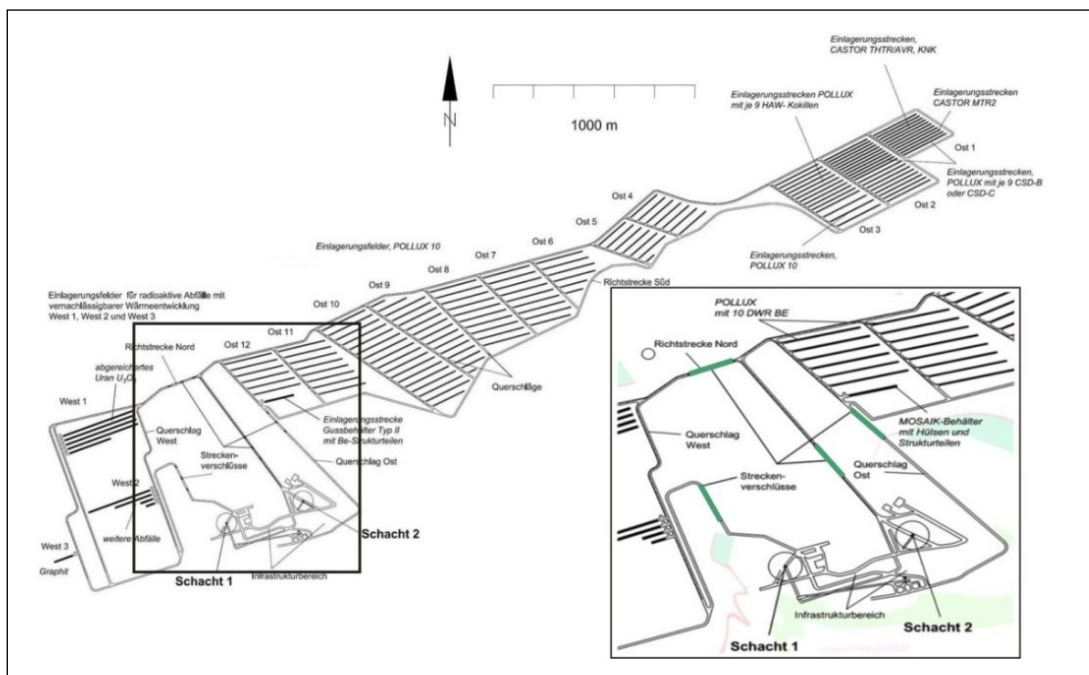 Einlagerungsstrecken,
CASTOR THTR/AVR, KNK
Einlagerungsstrecken POLLUX
mit je 9 HAW- Kokillen
Einlagerungsstrecken
CASTOR MTR2
N
1000 m
Ost 1
Einlagerungsstrecken,
POLLUX mit je 9 CSD-B
oder CSD-C
Ost 2
Ost 3
Einlagerungsstrecken,
POLLUX 10
Ost 4
Ost 5
Ost 6
Ost 7
Ost 8
Ost 9
Ost 10
Ost 11
Ost 12
Einlagerungsfelder, POLLUX 10
Richtstrecke Süd
Querschläge
Einlagerungsfelder für radioaktive Abfälle mit
vernachlässigbarer Wärmeentwicklung
West 1, West 2 und West 3
Richtstrecke Nord
abgereichertes
Uran
West 1
Querschlag
West
Einlagerungsstrecke
Gussbehälter Typ II
mit Be-Strukturteilen
Strecken-
verschlüsse
Querschlag Ost
West 2
weitere Abfälle
West 3
Graphit
Schacht 2
Schacht 1
Infrastrukturbereich
POLLUX
mit 10 DWR BE
Richtstrecke Nord
MOSAIK-Behälter
mit Hülsen und
Strukturteilen
Querschlag
West
Querschlag
Ost
Strecken-
verschlüsse
Infrastrukturbereich
Schacht 2
Schacht 1